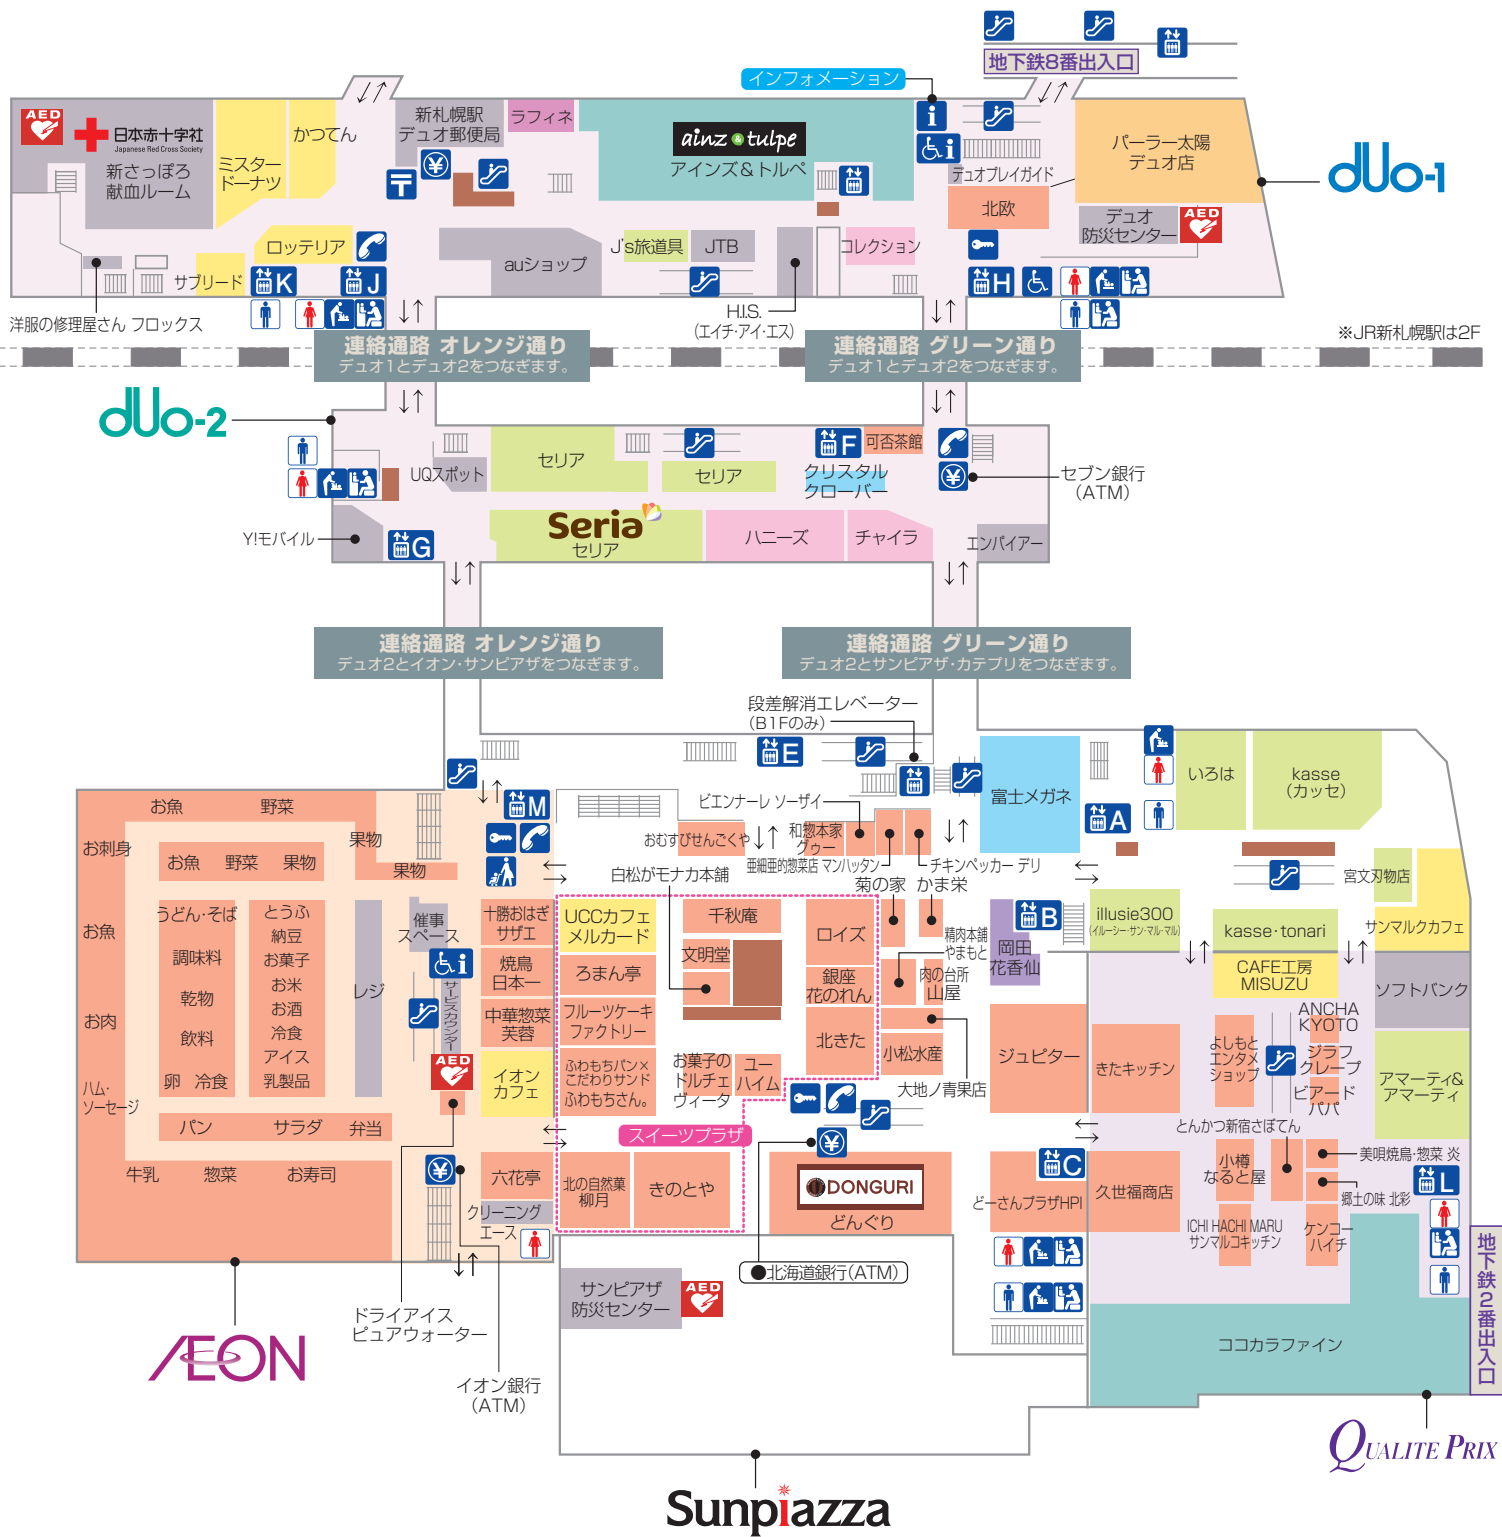 地下鉄8番出入口
インフォメーション
AED
日本赤十字社
Japanese Red Cross Society
新さっぽろ
献血ルーム
ミスター
ドーナツ
かつてん
新札幌駅
デュオ郵便局
ラフィネ
ainz & tulpe
アインズ&トルペ
デュオプレイガイド
パーラー太陽
デュオ店
duo-1
北欧
デュオ
防災センター
AED
ロッテリア
サブリード
K
J
auショップ
J's旅道具
JTB
コレクション
H
洋服の修理屋さん フロックス
H.I.S.
(エイチ・アイ・エス)
※JR新札幌駅は2F
連絡通路 オレンジ通り
デュオ1とデュオ2をつなぎます。
連絡通路 グリーン通り
デュオ1とデュオ2をつなぎます。
duo-2
UQスポット
セリア
セリア
F
可否茶館
クリスタル
クローバー
セブン銀行
(ATM)
Y!モバイル
G
Seria
セリア
ハニーズ
チャイラ
エンパイアー
連絡通路 オレンジ通り
デュオ2とイオン・サンピアザをつなぎます。
連絡通路 グリーン通り
デュオ2とサンピアザ・カテプリをつなぎます。
段差解消エレベーター
(B1Fのみ)
E
富士メガネ
いろは
kasse
(カッセ)
A
M
お魚
野菜
果物
お刺身
お魚
野菜
果物
果物
ビエンナーレ ソーザイ
おむすびせんごくや
和惣本家
グゥー
亜細亜的惣菜店 マンハッタン
チキンペッカー デリ
白松がモナカ本舗
菊の家
かま栄
宮文刃物店
うどん・そば
調味料
乾物
飲料
卵 冷食
とうふ
納豆
お菓子
お米
お酒
冷食
アイス
乳製品
お魚
お肉
ハム・
ソーセージ
レジ
催事
スペース
サービスカウンター
AED
十勝おはぎ
サザエ
焼鳥
日本一
中華惣菜
芙蓉
イオン
カフェ
UCCカフェ
メルカード
ろまん亭
フルーツケーキ
ファクトリー
ふわもちパン×
こだわりサンド
ふわもちさん。
千秋庵
文明堂
お菓子の
ドルチェ
ヴィータ
ユー
ハイム
ロイズ
銀座
花のれん
北きた
精肉本舗
やまもと
肉の台所
山屋
小松水産
大地ノ青果店
B
岡田
花香仙
illusie300
(イルーシー・サン・マル・マル)
kasse・tonari
サンマルクカフェ
CAFE工房
MISUZU
ソフトバンク
ANCHA
KYOTO
ジュピター
きたキッチン
よしもと
エンタメ
ショップ
ジラフ
クレープ
ビアード
パパ
アマーティ&
アマーティ
とんかつ新宿さぼてん
スイーツプラザ
パン
サラダ
弁当
牛乳
惣菜
お寿司
六花亭
クリーニング
エース
北の自然菓
柳月
きのとや
DONGURI
どんぐり
C
どーさんプラザHPI
久世福商店
小樽
なると屋
美唄焼鳥・惣菜 炎
郷土の味 北彩
L
ICHI HACHI MARU
サンマルコキッチン
ケンコー
ハイチ
地下鉄2番出入口
北海道銀行(ATM)
サンピアザ
防災センター
AED
ドライアイス
ピュアウォーター
ÆON
イオン銀行
(ATM)
ココカラファイン
QUALITE PRIX
Sunpiazza